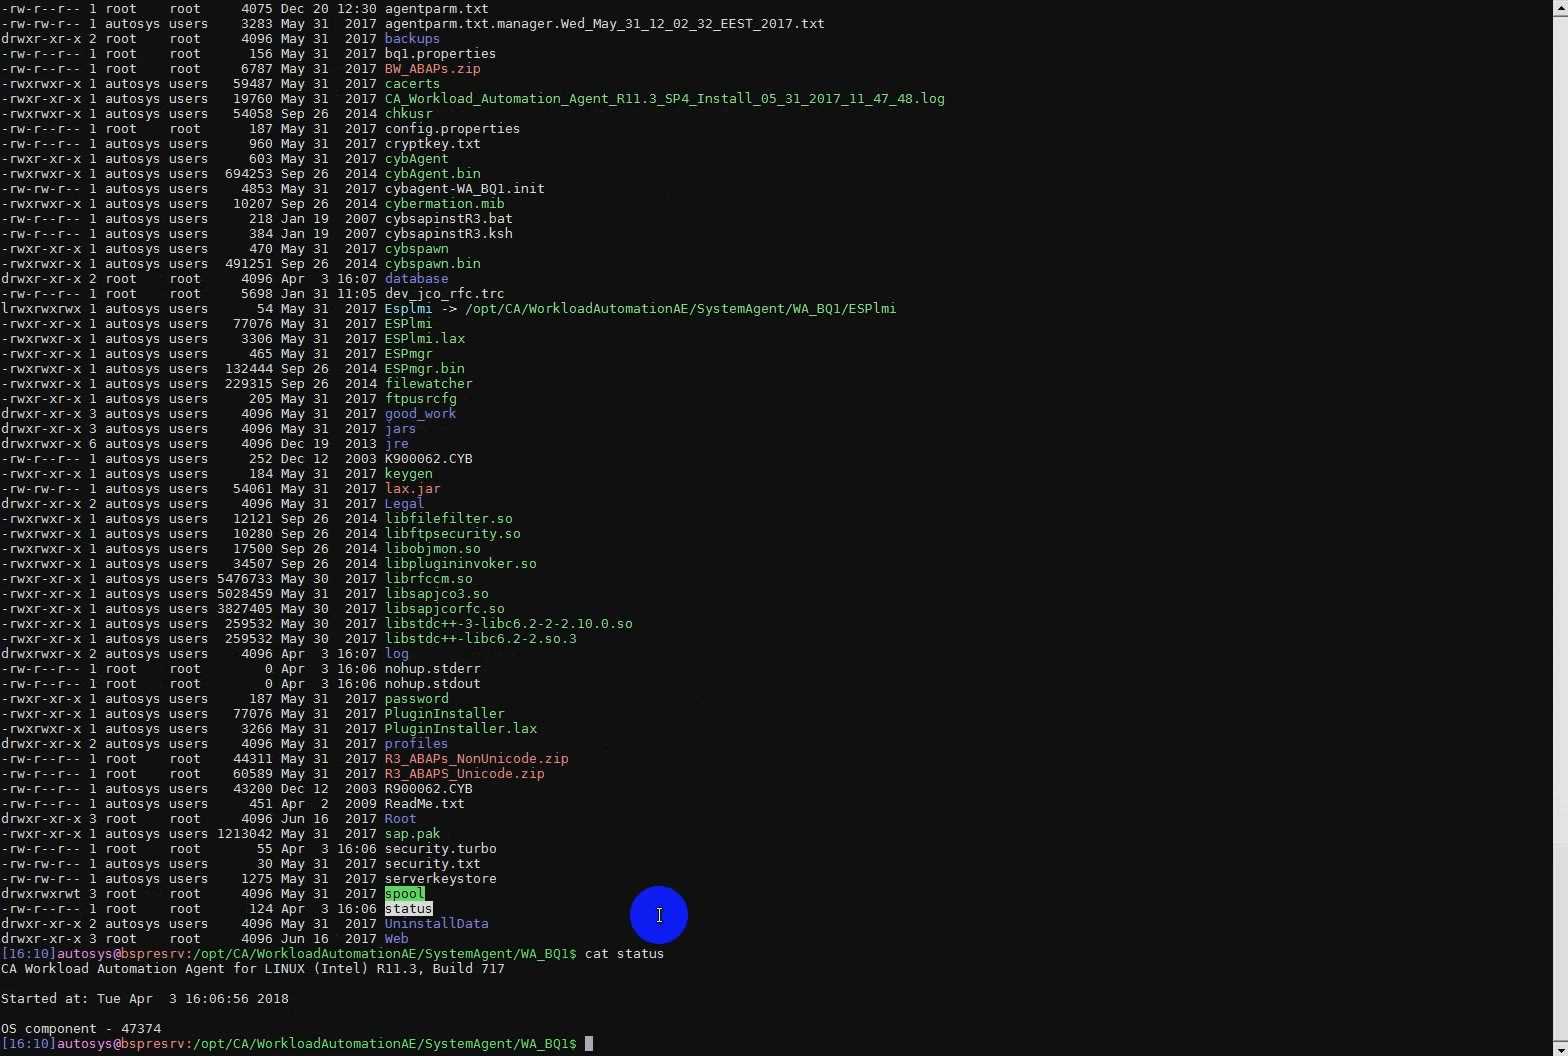 -rw-r--r-- 1 root    root     4075 Dec 20 12:30 agentparm.txt
-rw-r--r-- 1 autosys users    3283 May 31  2017 agentparm.txt.manager.Wed_May_31_12_02_32_EEST_2017.txt
drwxr-xr-x 2 root    root     4096 May 31  2017 backups
-rw-r--r-- 1 root    root      156 May 31  2017 bq1.properties
-rw-r--r-- 1 root    root     6787 May 31  2017 BW_ABAPs.zip
-rwxrwxr-x 1 autosys users   59487 May 31  2017 cacerts
-rwxrwxr-x 1 autosys users   19760 May 31  2017 CA_Workload_Automation_Agent_R11.3_SP4_Install_05_31_2017_11_47_48.log
-rwxrwxr-x 1 autosys users   54058 Sep 26  2014 chkusr
-rw-r--r-- 1 root    root      187 May 31  2017 config.properties
-rw-r--r-- 1 autosys users     960 May 31  2017 cryptkey.txt
-rwxr-xr-x 1 autosys users     603 May 31  2017 cybAgent
-rwxr-xr-x 1 autosys users  694253 Sep 26  2014 cybAgent.bin
-rw-rw-r-- 1 autosys users    4853 May 31  2017 cybagent-WA_BQ1.init
-rwxrwxr-x 1 autosys users   10207 Sep 26  2014 cybermation.mib
-rw-r--r-- 1 autosys users     218 Jan 19  2007 cybsapinstR3.bat
-rw-r--r-- 1 autosys users     384 Jan 19  2007 cybsapinstR3.ksh
-rwxr-xr-x 1 autosys users     470 May 31  2017 cybspawn
-rwxrwxr-x 1 autosys users  491251 Sep 26  2014 cybspawn.bin
drwxr-xr-x 2 root    root     4096 Apr  3 16:07 database
-rw-r--r-- 1 root    root     5698 Jan 31 11:05 dev_jco_rfc.trc
lrwxrwxrwx 1 autosys users      54 May 31  2017 Esplmi -> /opt/CA/WorkloadAutomationAE/SystemAgent/WA_BQ1/ESPlmi
-rwxr-xr-x 1 autosys users   77076 May 31  2017 ESPlmi
-rwxr-xr-x 1 autosys users    3306 May 31  2017 ESPlmi.lax
-rwxr-xr-x 1 autosys users     465 May 31  2017 ESPmgr
-rwxrwxr-x 1 autosys users  132444 Sep 26  2014 ESPmgr.bin
-rwxrwxr-x 1 autosys users  229315 Sep 26  2014 filewatcher
-rwxr-xr-x 1 autosys users     205 May 31  2017 ftpusrcfg
drwxr-xr-x 3 autosys users    4096 May 31  2017 good_work
drwxr-xr-x 3 autosys users    4096 May 31  2017 jars
drwxrwxr-x 6 autosys users    4096 Dec 19  2013 jre
-rw-r--r-- 1 autosys users     252 Dec 12  2003 K900062.CYB
-rwxr-xr-x 1 autosys users     184 May 31  2017 keygen
-rw-rw-r-- 1 autosys users   54061 May 31  2017 lax.jar
drwxr-xr-x 2 autosys users    4096 May 31  2017 Legal
-rwxrwxr-x 1 autosys users   12121 Sep 26  2014 libfilefilter.so
-rwxrwxr-x 1 autosys users   10280 Sep 26  2014 libftpsecurity.so
-rwxrwxr-x 1 autosys users   17500 Sep 26  2014 libobjmon.so
-rwxrwxr-x 1 autosys users   34507 Sep 26  2014 libplugininvoker.so
-rwxr-xr-x 1 autosys users 5476733 May 30  2017 librfccm.so
-rwxr-xr-x 1 autosys users 5028459 May 31  2017 libsapjco3.so
-rwxr-xr-x 1 autosys users 3827405 May 30  2017 libsapjcorfc.so
-rwxr-xr-x 1 autosys users  259532 May 30  2017 libstdc++-3-libc6.2-2-2.10.0.so
-rwxr-xr-x 1 autosys users  259532 May 30  2017 libstdc++-libc6.2-2.so.3
drwxrwxr-x 2 autosys users    4096 Apr  3 16:07 log
-rw-r--r-- 1 root    root        0 Apr  3 16:06 nohup.stderr
-rw-r--r-- 1 root    root        0 Apr  3 16:06 nohup.stdout
-rwxr-xr-x 1 autosys users     187 May 31  2017 password
-rwxr-xr-x 1 autosys users   77076 May 31  2017 PluginInstaller
-rwxr-xr-x 1 autosys users    3266 May 31  2017 PluginInstaller.lax
drwxr-xr-x 2 autosys users    4096 May 31  2017 profiles
-rw-r--r-- 1 root    root    44311 May 31  2017 R3_ABAPs_NonUnicode.zip
-rw-r--r-- 1 root    root    60589 May 31  2017 R3_ABAPS_Unicode.zip
-rw-r--r-- 1 autosys users   43200 Dec 12  2003 R900062.CYB
-rw-r--r-- 1 autosys users     451 Apr  2  2009 ReadMe.txt
drwxr-xr-x 3 root    root     4096 Jun 16  2017 Root
-rwxr-xr-x 1 autosys users 1213042 May 31  2017 sap.pak
-rw-r--r-- 1 root    root       55 Apr  3 16:06 security.turbo
-rw-rw-r-- 1 autosys users      30 May 31  2017 security.txt
-rw-rw-r-- 1 autosys users    1275 May 31  2017 serverkeystore
drwxrwxrwt 3 root    root     4096 May 31  2017 spool
-rw-r--r-- 1 root    root      124 Apr  3 16:06 status
drwxr-xr-x 2 autosys users    4096 May 31  2017 UninstallData
drwxr-xr-x 3 root    root     4096 Jun 16  2017 Web
[16:10]autosys@bspresrv:/opt/CA/WorkloadAutomationAE/SystemAgent/WA_BQ1$ cat status
CA Workload Automation Agent for LINUX (Intel) R11.3, Build 717
Started at: Tue Apr  3 16:06:56 2018
OS component - 47374
[16:10]autosys@bspresrv:/opt/CA/WorkloadAutomationAE/SystemAgent/WA_BQ1$